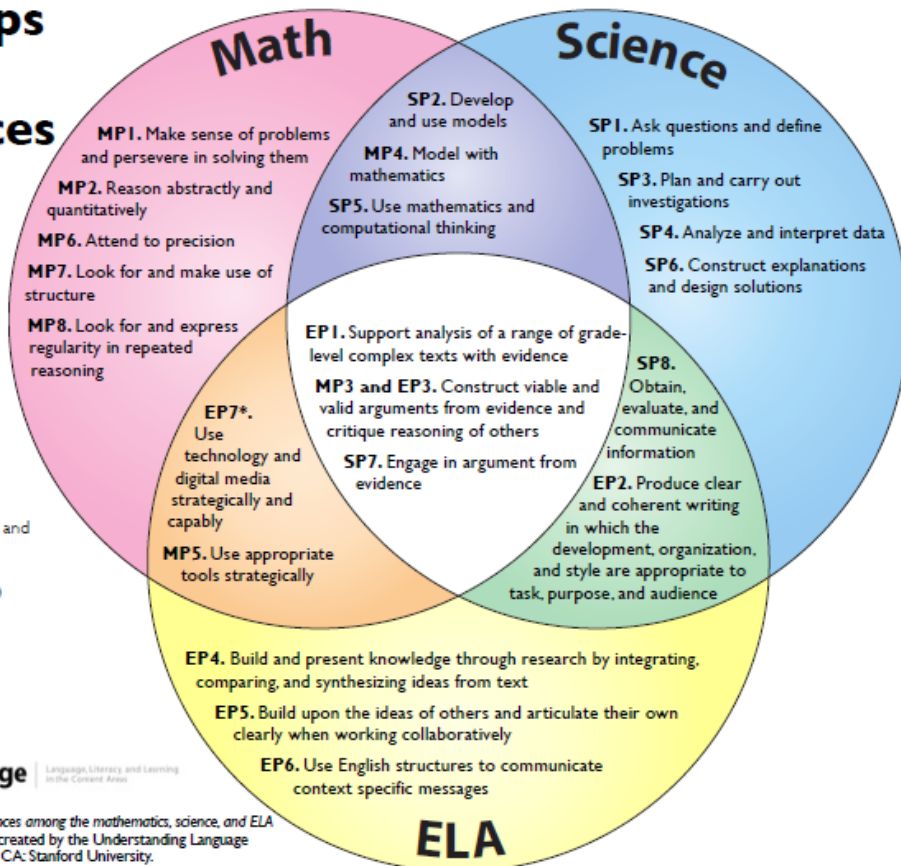 ps
ces
Math
Science
MP1. Make sense of problems
and persevere in solving them
MP2. Reason abstractly and
quantitatively
MP6. Attend to precision
MP7. Look for and make use of
structure
MP8. Look for and express
regularity in repeated
reasoning
SP2. Develop
and use models
MP4. Model with
mathematics
SP5. Use mathematics and
computational thinking
SP1. Ask questions and define
problems
SP3. Plan and carry out
investigations
SP4. Analyze and interpret data
SP6. Construct explanations
and design solutions
EP1. Support analysis of a range of grade-
level complex texts with evidence
MP3 and EP3. Construct viable and
valid arguments from evidence and
critique reasoning of others
SP7. Engage in argument from
evidence
EP7*.
Use
technology and
digital media
strategically and
capably
MP5. Use appropriate
tools strategically
SP8.
Obtain,
evaluate, and
communicate
information
EP2. Produce clear
and coherent writing
in which the
development, organization,
and style are appropriate to
task, purpose, and audience
and
EP4. Build and present knowledge through research by integrating,
comparing, and synthesizing ideas from text
EP5. Build upon the ideas of others and articulate their own
clearly when working collaboratively
EP6. Use English structures to communicate
context specific messages
ELA
ge
Language, Literacy, and Learning
in the Content Areas
nces among the mathematics, science, and ELA
created by the Understanding Language
CA: Stanford University.